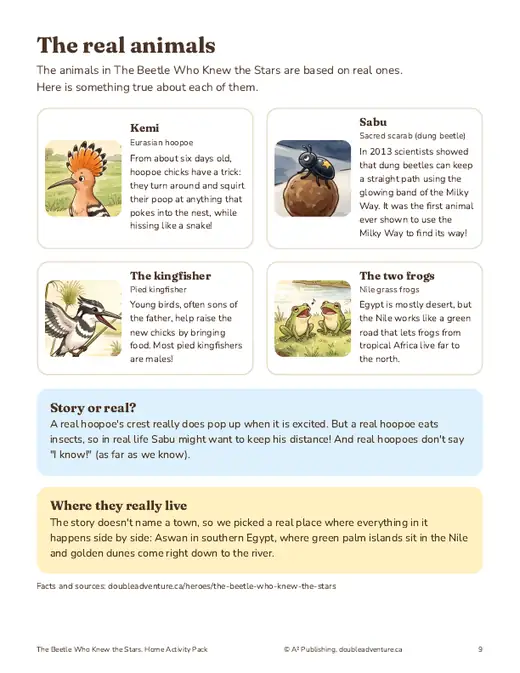 The real animals
The animals in The Beetle Who Knew the Stars are based on real ones.
Here is something true about each of them.
Kemi
Eurasian hoopoe
From about six days old,
hoopoe chicks have a trick:
they turn around and squirt
their poop at anything that
pokes into the nest, while
hissing like a snake!
Sabu
Sacred scarab (dung beetle)
In 2013 scientists showed
that dung beetles can keep
a straight path using the
glowing band of the Milky
Way. It was the first animal
ever shown to use the
Milky Way to find its way!
The kingfisher
Pied kingfisher
Young birds, often sons of
the father, help raise the
new chicks by bringing
food. Most pied kingfishers
are males!
The two frogs
Nile grass frogs
Egypt is mostly desert, but
the Nile works like a green
road that lets frogs from
tropical Africa live far to
the north.
Story or real?
A real hoopoe's crest really does pop up when it is excited. But a real hoopoe eats
insects, so in real life Sabu might want to keep his distance! And real hoopoes don't say
"I know!" (as far as we know).
Where they really live
The story doesn't name a town, so we picked a real place where everything in it
happens side by side: Aswan in southern Egypt, where green palm islands sit in the Nile
and golden dunes come right down to the river.
Facts and sources: doubleadventure.ca/heroes/the-beetle-who-knew-the-stars
The Beetle Who Knew the Stars. Home Activity Pack
© A² Publishing. doubleadventure.ca
9